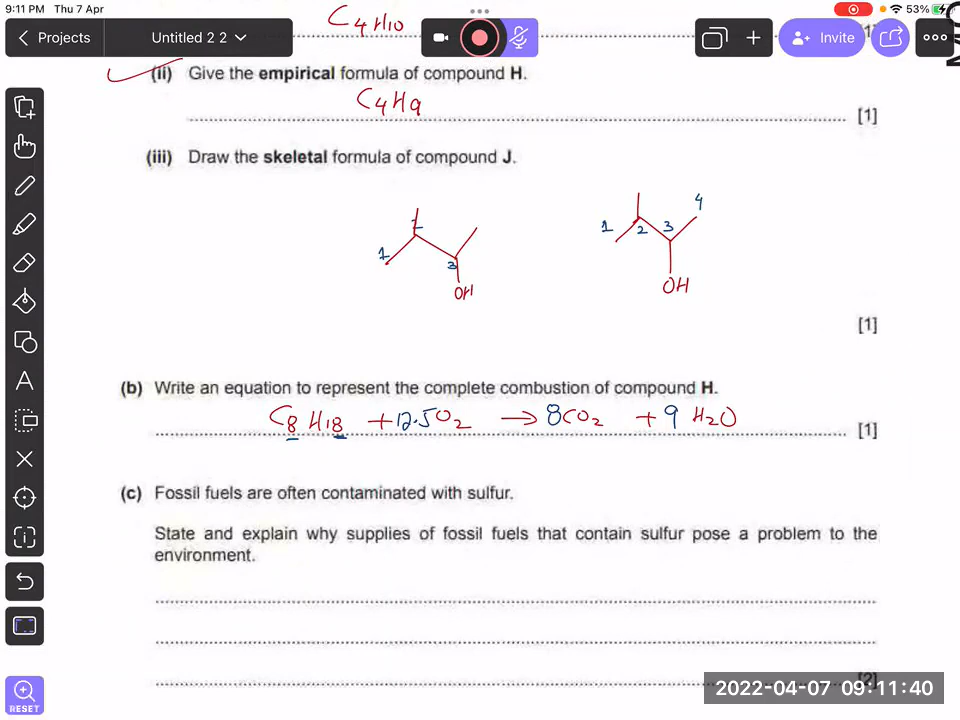 9:11 PM Thu 7 Apr
53%
C4H10
Projects
Untitled 2 2
Invite
(ii) Give the empirical formula of compound H.
C4H9
[1]
(iii) Draw the skeletal formula of compound J.
1 2 3 OH
1 2 3 4 OH
[1]
(b) Write an equation to represent the complete combustion of compound H.
C8H18 + 12.5O2 → 8CO2 + 9H2O
[1]
(c) Fossil fuels are often contaminated with sulfur.
State and explain why supplies of fossil fuels that contain sulfur pose a problem to the
environment.
[2]
2022-04-07 09:11:40
RESET